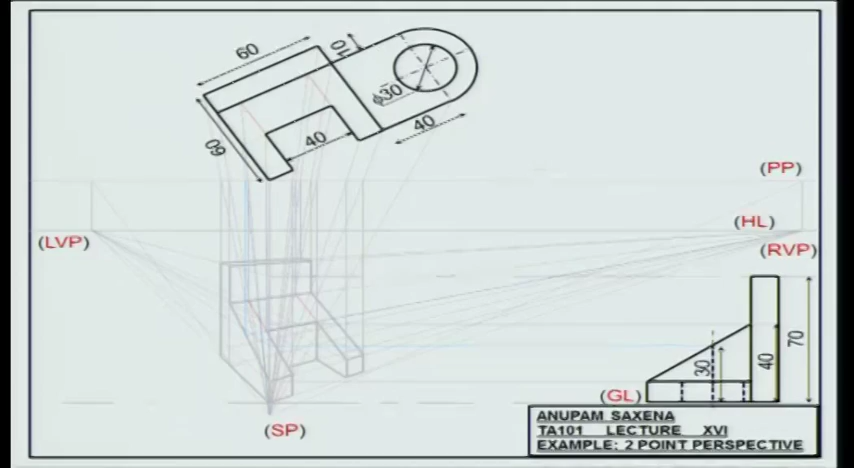 60
10
ϕ30
60
40
40
(PP)
(HL)
(LVP)
(RVP)
70
40
30
(GL)
(SP)
ANUPAM SAXENA
TA101 LECTURE XVI
EXAMPLE: 2 POINT PERSPECTIVE